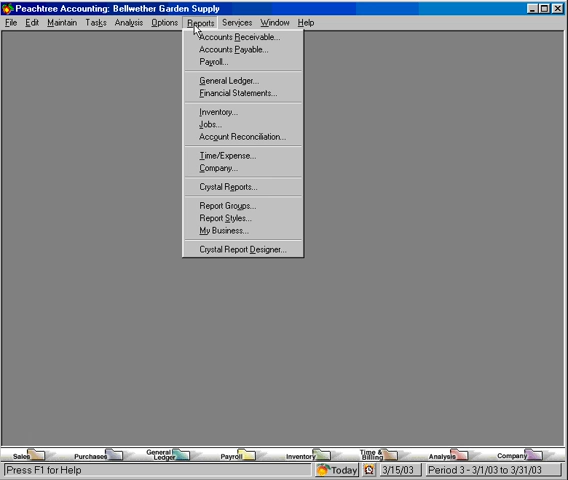 Peachtree Accounting: Bellwether Garden Supply
File Edit Maintain Tasks Analysis Options Reports Services Window Help
Accounts Receivable...
Accounts Payable...
Payroll...
General Ledger...
Financial Statements...
Inventory...
Jobs...
Account Reconciliation...
Time/Expense...
Company...
Crystal Reports...
Report Groups...
Report Styles...
My Business...
Crystal Report Designer...
Sales Purchases General Ledger Payroll Inventory Time & Billing Analysis Company
Press F1 for Help Today 3/15/03 Period 3 - 3/1/03 to 3/31/03